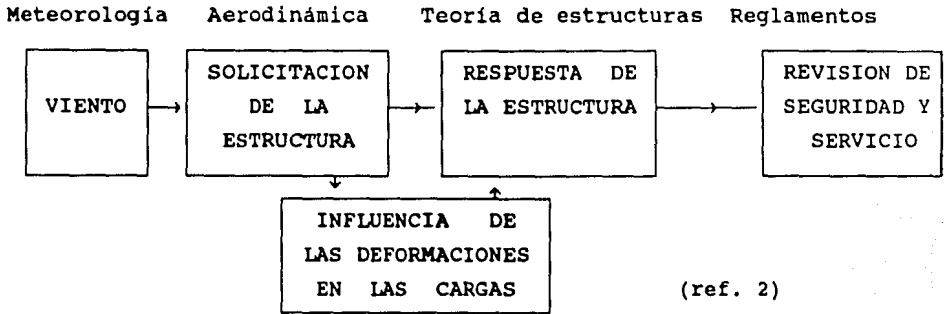 Meteorología Aerodinámica Teoría de estructuras Reglamentos
VIENTO
SOLICITACION
DE LA
ESTRUCTURA
RESPUESTA DE
LA ESTRUCTURA
REVISION DE
SEGURIDAD Y
SERVICIO
INFLUENCIA DE
LAS DEFORMACIONES
EN LAS CARGAS
(ref. 2)